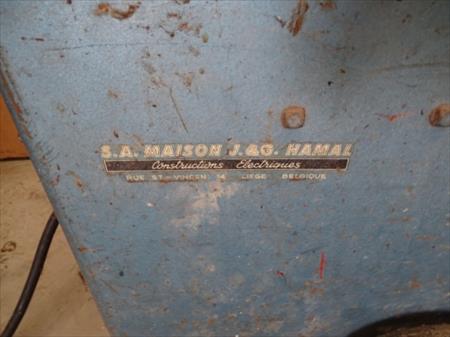 S.A. MAISON J. & G. HAMAL
Constructions Electriques
RUE ST-VINCENT 14 LIEGE BELGIQUE